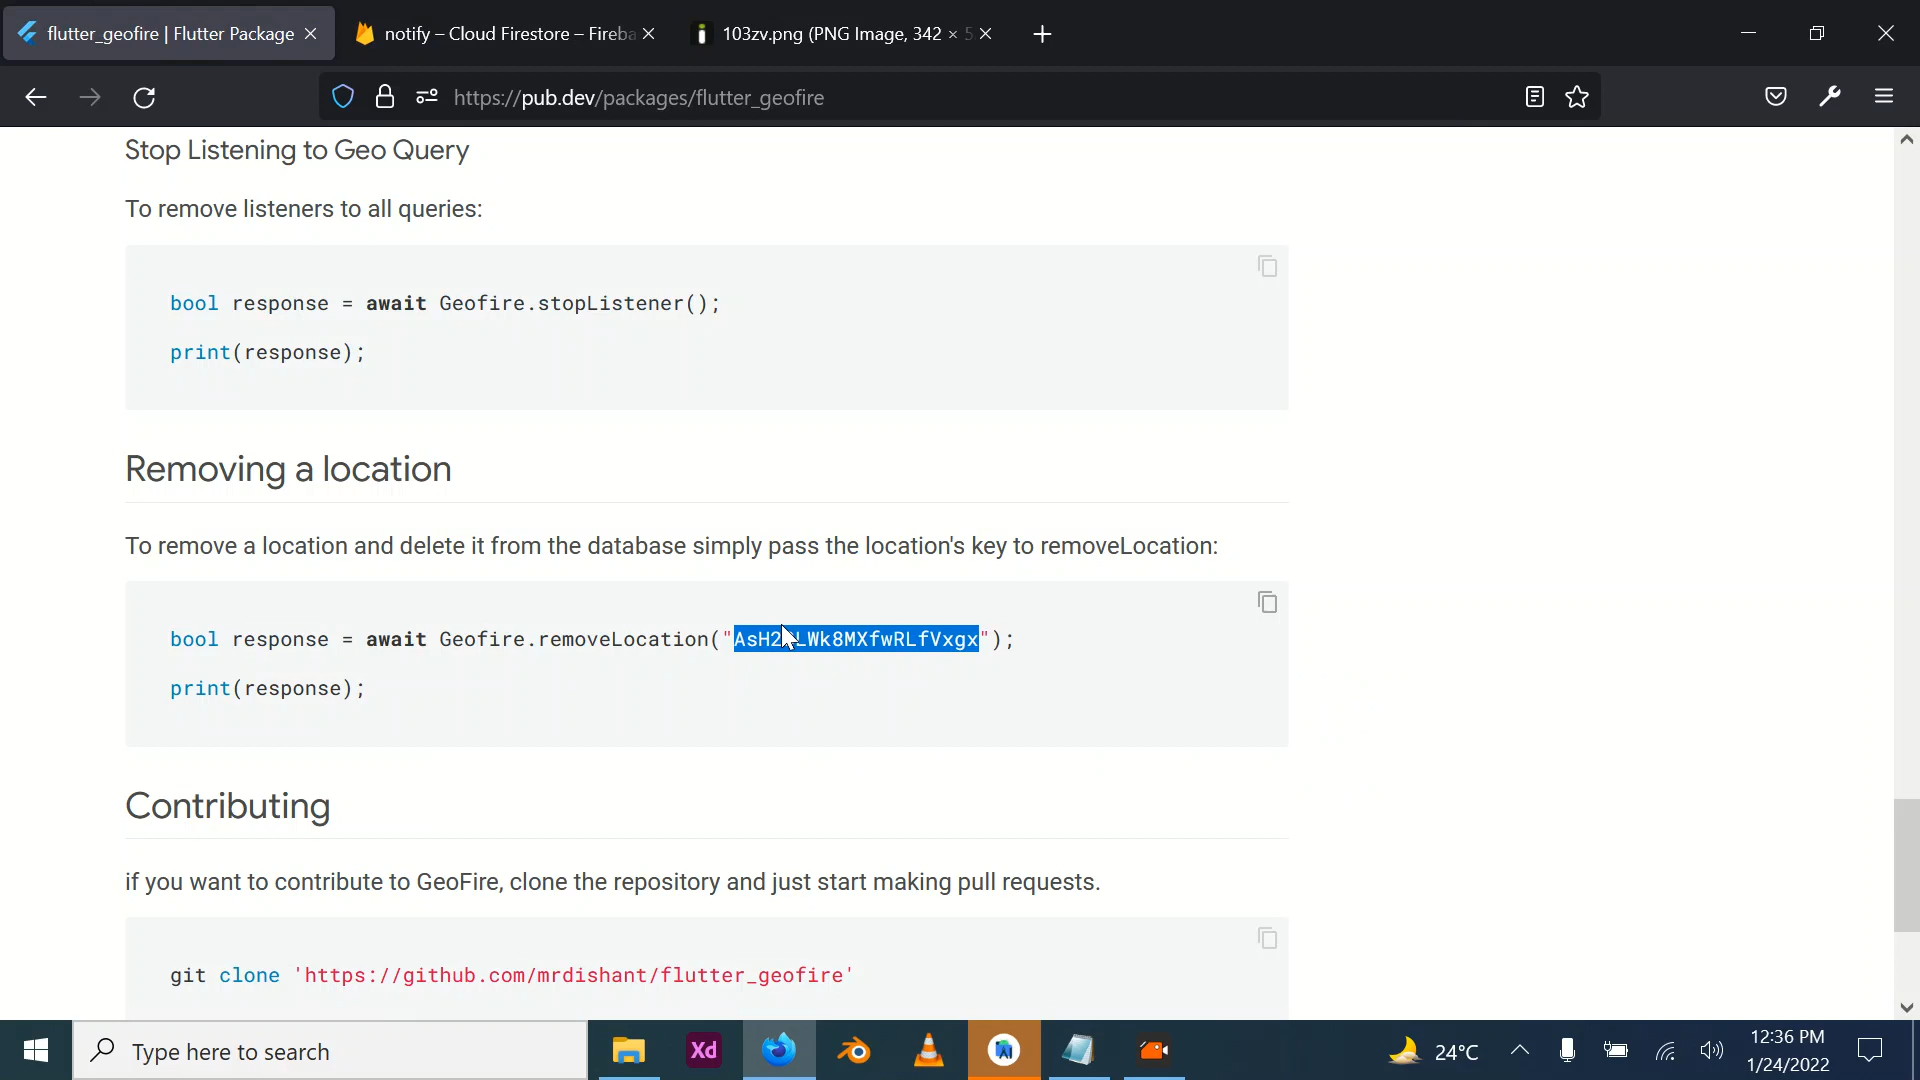 flutter_geofire | Flutter Package
notify – Cloud Firestore – Fireba
103zv.png (PNG Image, 342 × 5
https://pub.dev/packages/flutter_geofire
Stop Listening to Geo Query
To remove listeners to all queries:
bool response = await Geofire.stopListener();
print(response);
Removing a location
To remove a location and delete it from the database simply pass the location's key to removeLocation:
bool response = await Geofire.removeLocation(" ");
print(response);
Contributing
if you want to contribute to GeoFire, clone the repository and just start making pull requests.
git clone 'https://github.com/mrdishant/flutter_geofire'
Type here to search
Xd
24°C
12:36 PM
1/24/2022